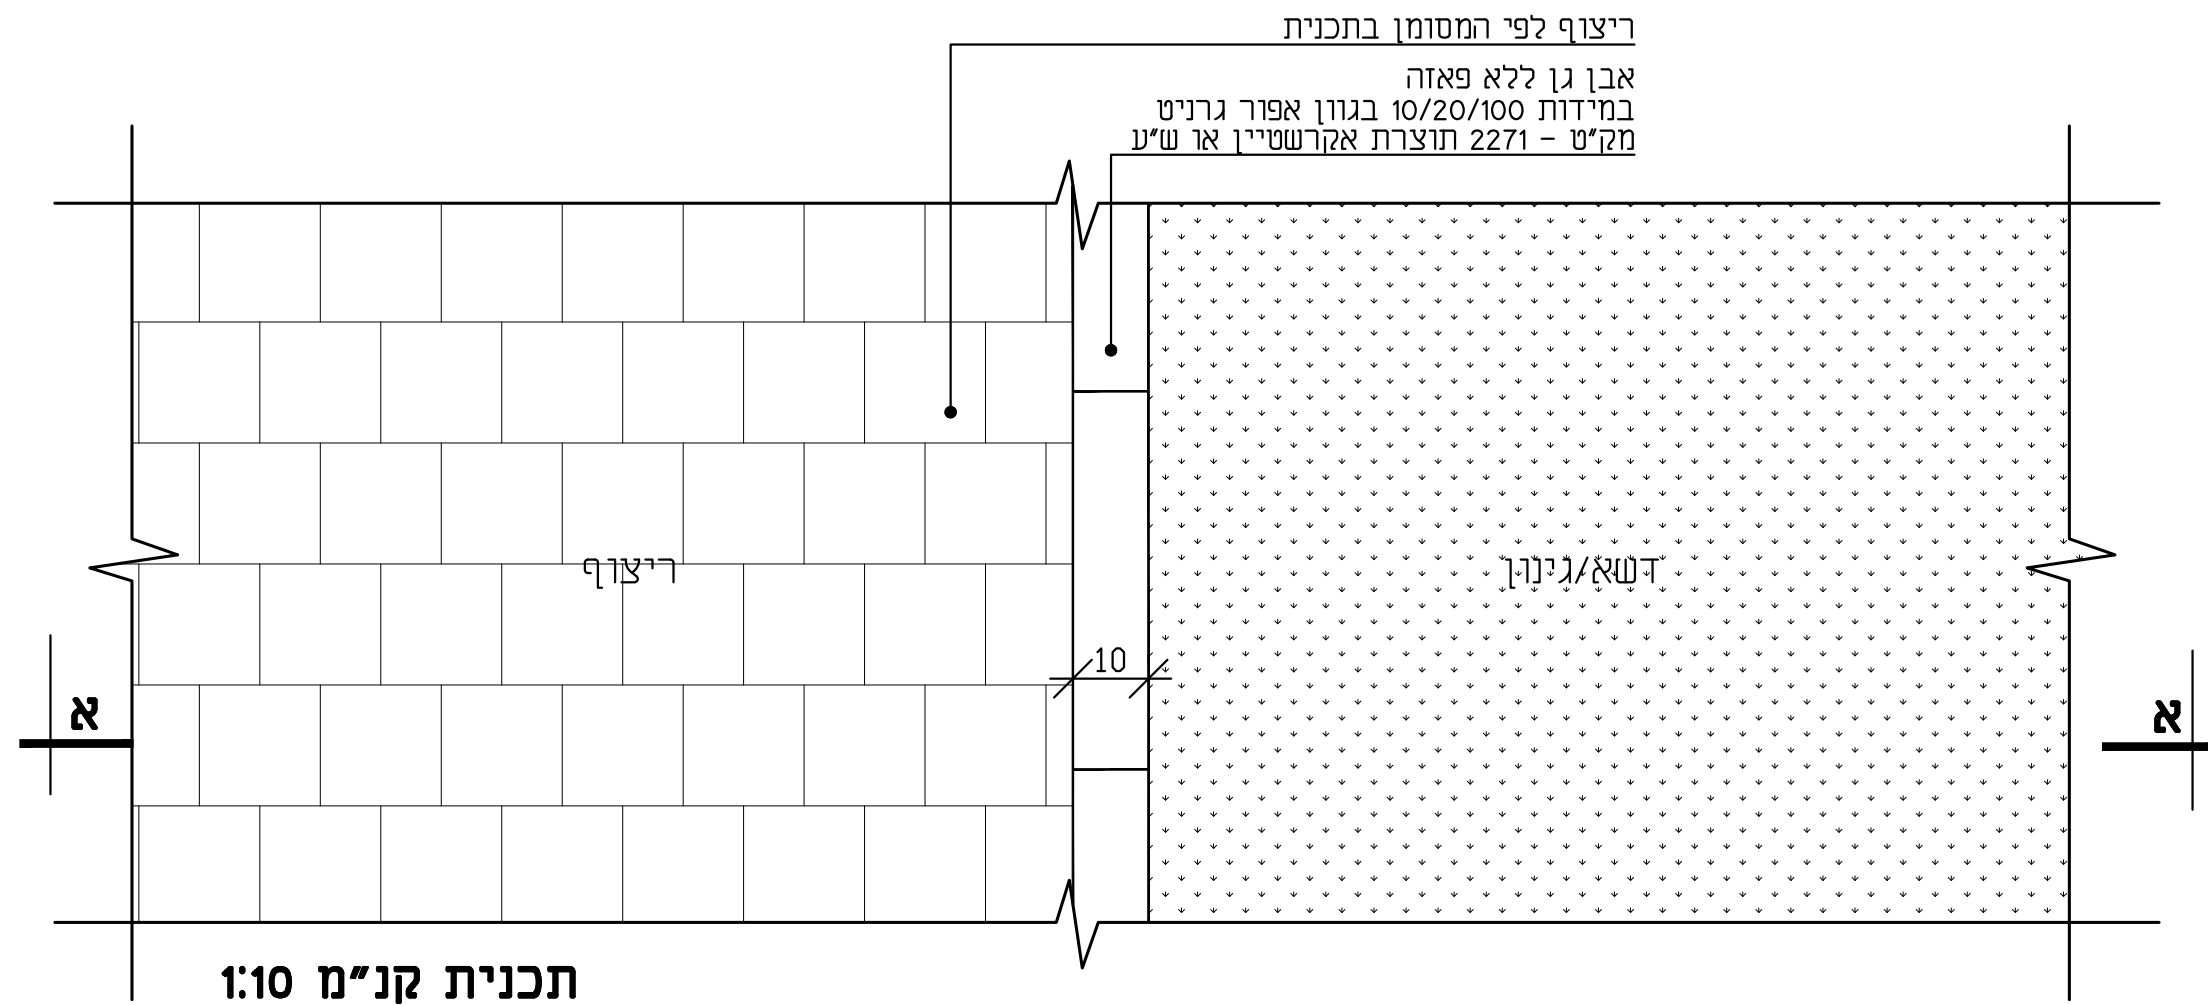 ריצוף לפי המסומן בתכנית
אבן גן ללא פאזה
במידות 10/20/100 בגוון אפור גרניט
מק"ט - 2271 תוצרת אקרשטיין או ש"ע
ריצוף
דשא/גינון
10
א
א
תכנית קנ"מ 1:10